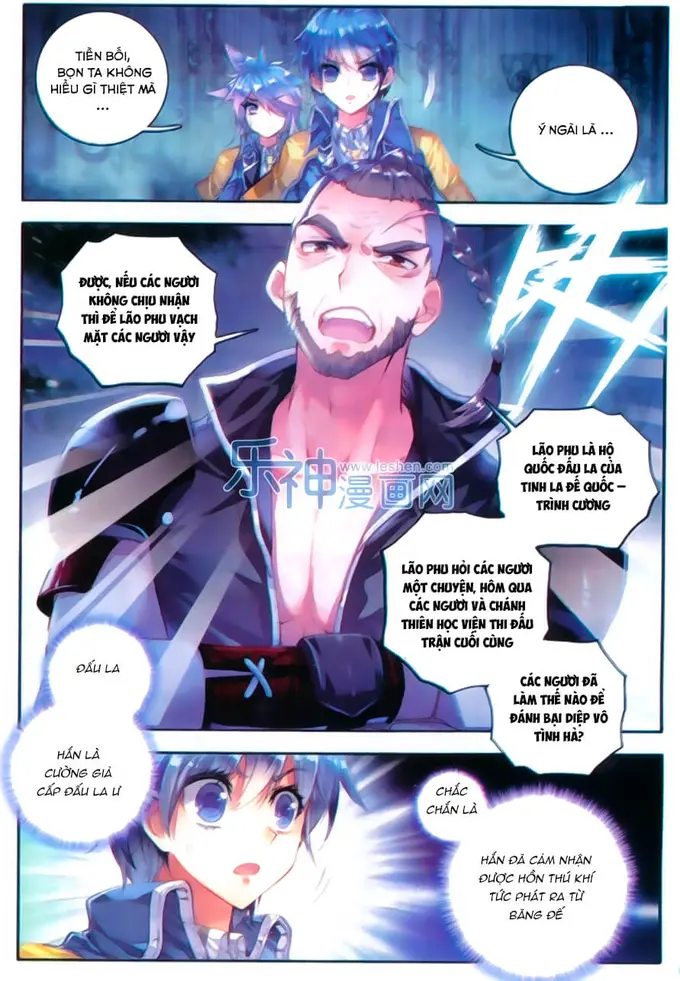 TIỀN BỐI,
BỌN TA KHÔNG
HIỂU GÌ THIỆT MÀ
...
Ý NGÀI LÀ ...
ĐƯỢC, NẾU CÁC NGƯƠI
KHÔNG CHỊU NHẬN
THÌ ĐỂ LÃO PHU VẠCH
MẶT CÁC NGƯƠI VẬY
乐神漫画网
www.leshen.com
LÃO PHU LÀ HỘ
QUỐC ĐẤU LA CỦA
TINH LA ĐẾ QUỐC –
TRÌNH CƯƠNG
LÃO PHU HỎI CÁC NGƯƠI
MỘT CHUYỆN, HÔM QUA
CÁC NGƯƠI VÀ CHÁNH
THIÊN HỌC VIỆN THI ĐẤU
TRẬN CUỐI CÙNG
CÁC NGƯƠI ĐÃ
LÀM THẾ NÀO ĐỂ
ĐÁNH BẠI DIỆP VÔ
TÌNH HẢ?
ĐẤU LA
HẮN LÀ
CƯỜNG GIẢ
CẤP ĐẤU LA Ư
CHẮC
CHẮN LÀ
HẮN ĐÃ CẢM NHẬN
ĐƯỢC HỒN THÚ KHÍ
TỨC PHÁT RA TỪ
BĂNG ĐẾ